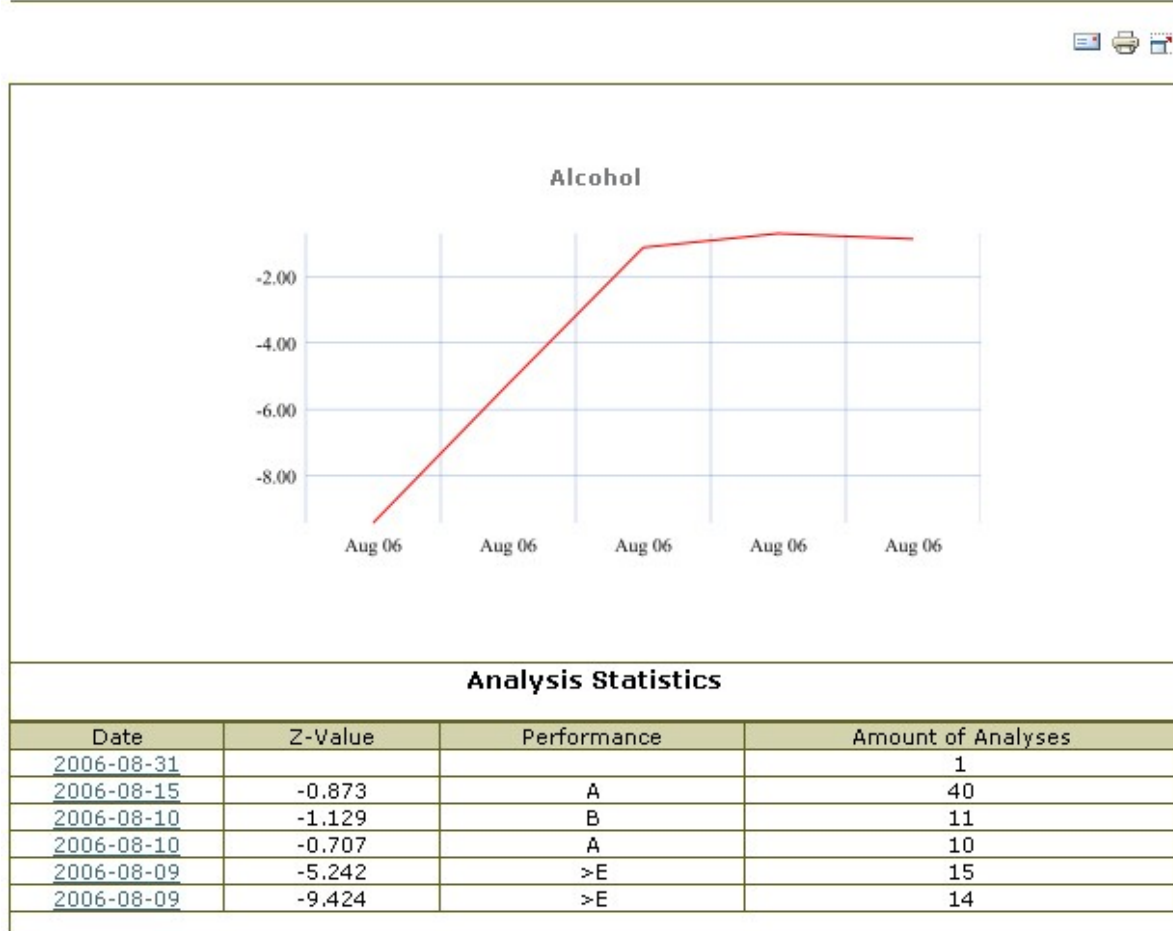 Alcohol
-2.00
-4.00
-6.00
-8.00
Aug 06 Aug 06 Aug 06 Aug 06 Aug 06
Analysis Statistics
Date Z-Value Performance Amount of Analyses
2006-08-31 1
2006-08-15 -0.873 A 40
2006-08-10 -1.129 B 11
2006-08-10 -0.707 A 10
2006-08-09 -5.242 >E 15
2006-08-09 -9.424 >E 14